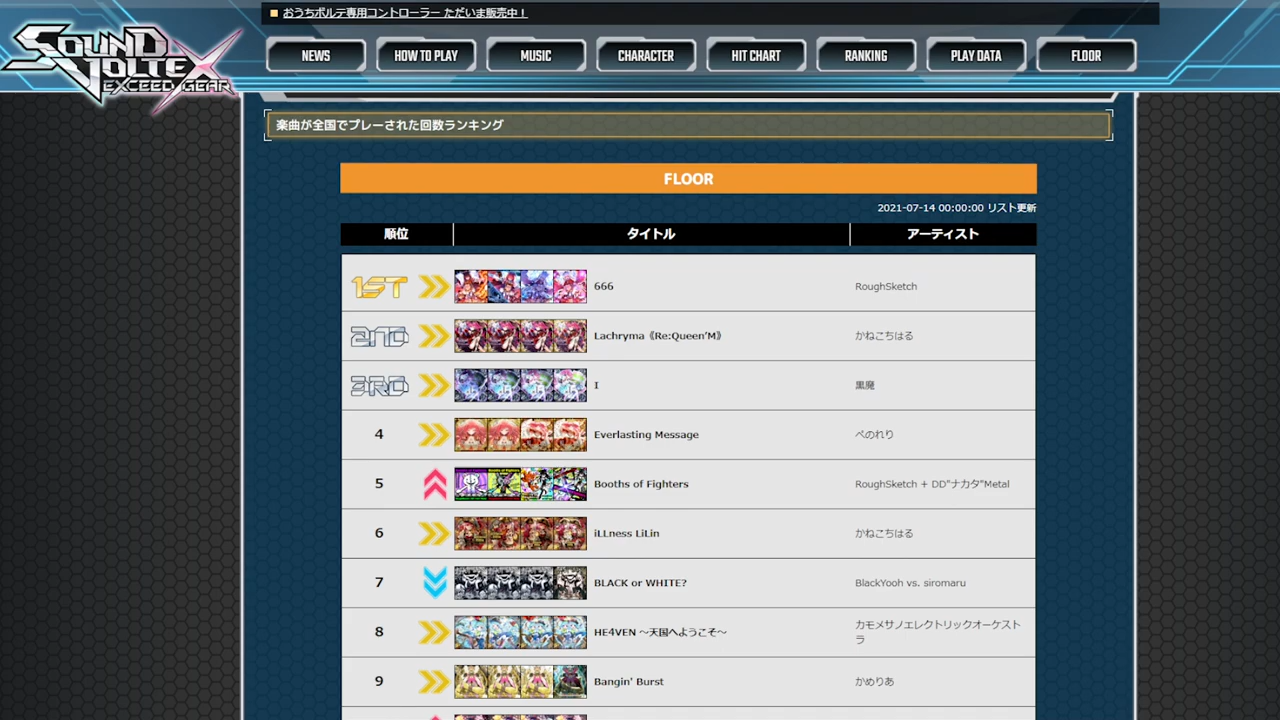 おうちボルテ専用コントローラー ただいま販売中！
SOUND VOLTEX
EXCEED GEAR
NEWS HOW TO PLAY MUSIC CHARACTER HIT CHART RANKING PLAY DATA FLOOR
楽曲が全国でプレーされた回数ランキング
FLOOR
2021-07-14 00:00:00 リスト更新
順位 タイトル アーティスト
1ST 666 RoughSketch
2ND Lachryma《Re:Queen'M》 かねこちはる
3RD I 黒魔
4 Everlasting Message ぺのれり
5 Booths of Fighters RoughSketch + DD"ナカタ"Metal
6 iLLness LiLin かねこちはる
7 BLACK or WHITE? BlackYooh vs. siromaru
8 HE4VEN ～天国へようこそ～ カモメサノエレクトリックオーケスト
ラ
9 Bangin' Burst かめりあ